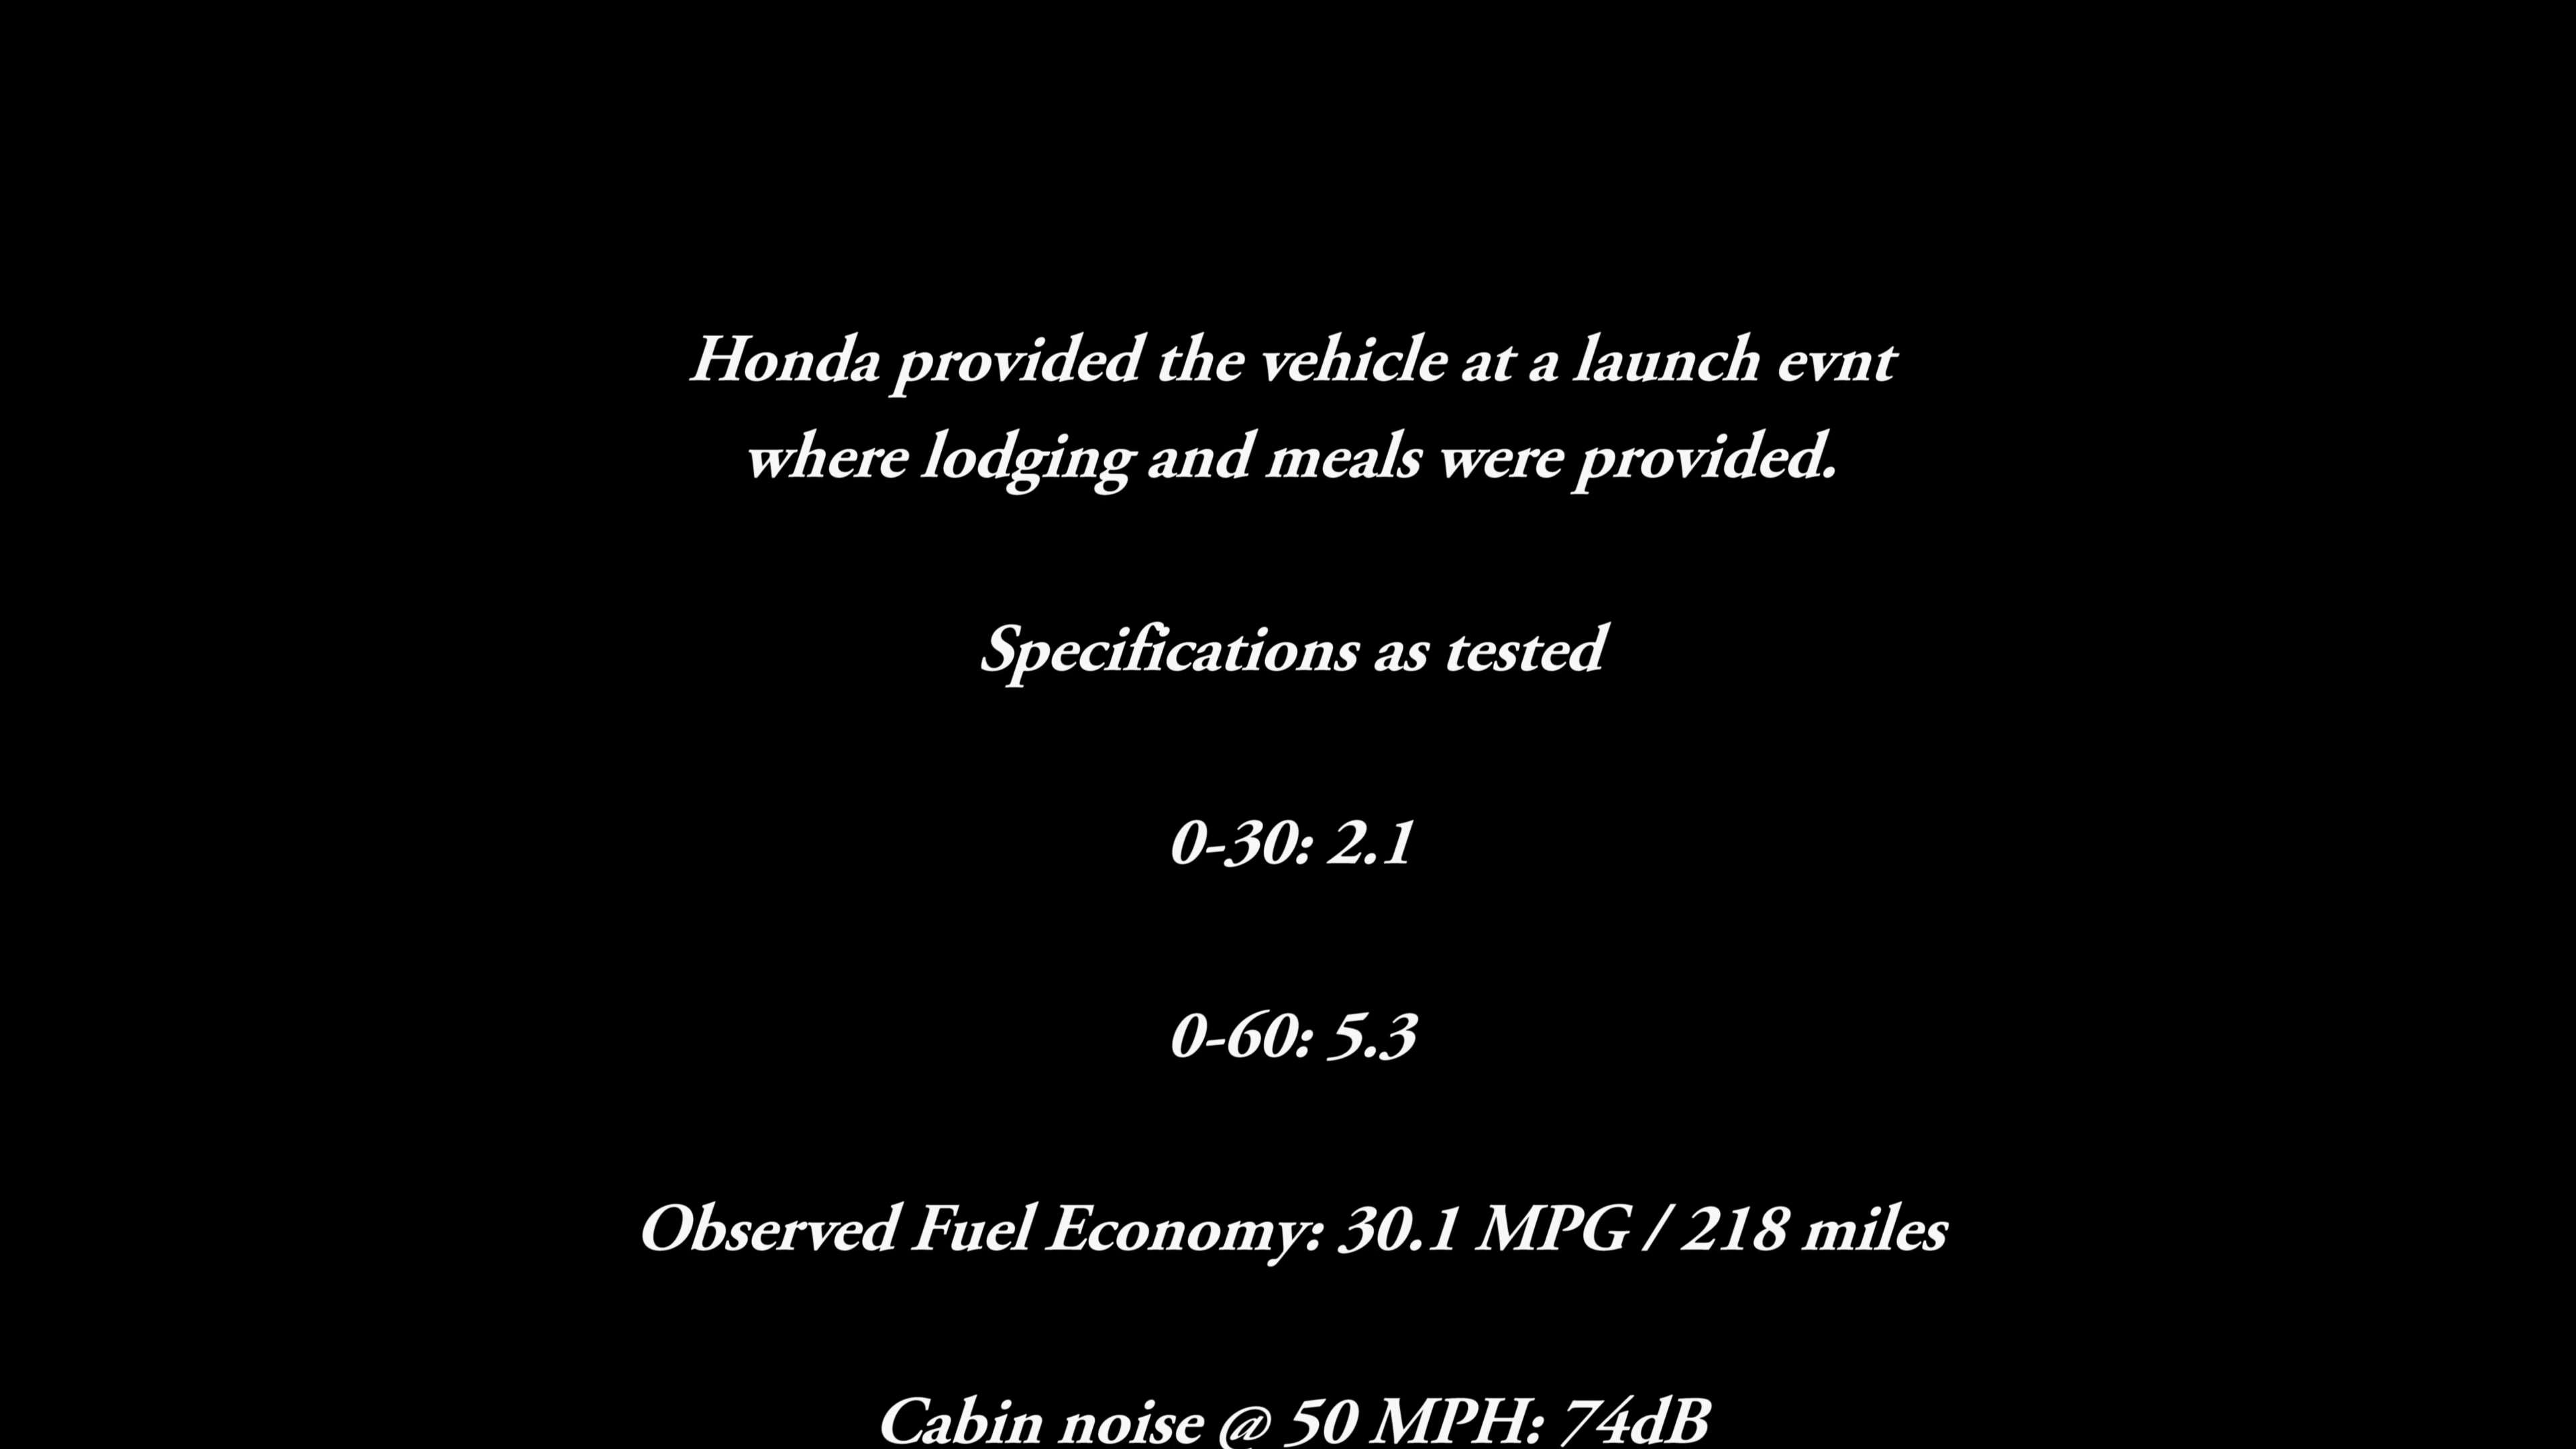 Honda provided the vehicle at a launch evnt
where lodging and meals were provided.
Specifications as tested
0-30: 2.1
0-60: 5.3
Observed Fuel Economy: 30.1 MPG / 218 miles
Cabin noise @ 50 MPH: 74dB